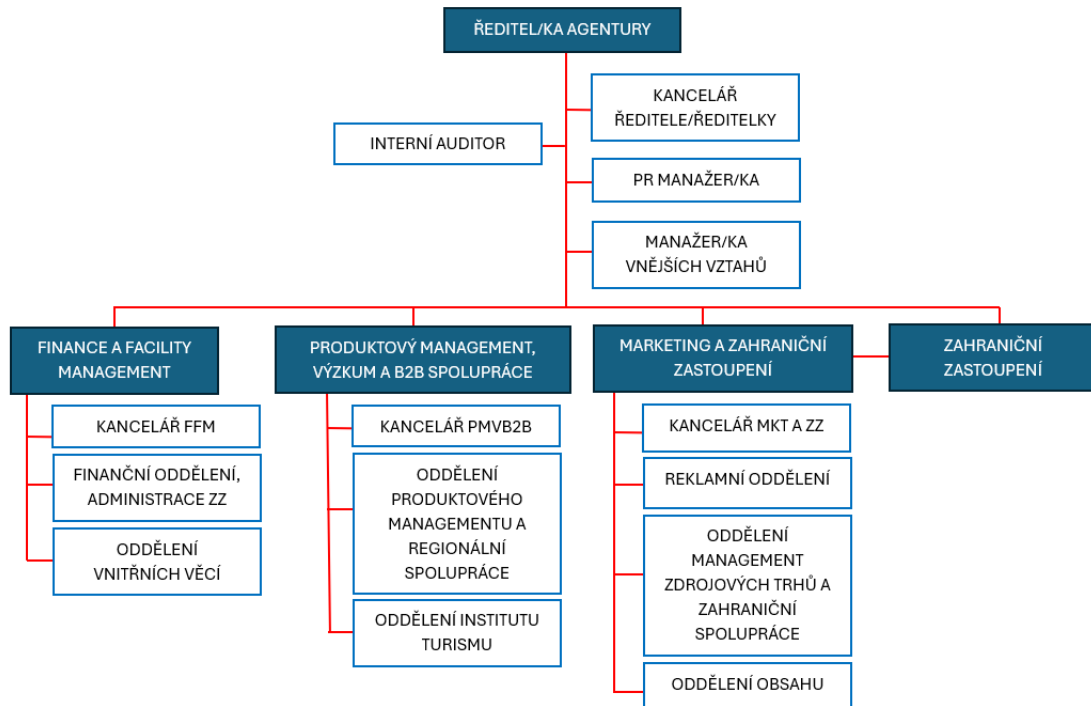 ŘEDITEL/KA AGENTURY
KANCELÁŘ
ŘEDITELE/ŘEDITELKY
INTERNÍ AUDITOR
PR MANAŽER/KA
MANAŽER/KA
VNĚJŠÍCH VZTAHŮ
FINANCE A FACILITY
MANAGEMENT
PRODUKTOVÝ MANAGEMENT,
VÝZKUM A B2B SPOLUPRÁCE
MARKETING A ZAHRANIČNÍ
ZASTOUPENÍ
ZAHRANIČNÍ
ZASTOUPENÍ
KANCELÁŘ FFM
FINANČNÍ ODDĚLENÍ,
ADMINISTRACE ZZ
ODDĚLENÍ
VNITŘNÍCH VĚCÍ
KANCELÁŘ PMVB2B
ODDĚLENÍ
PRODUKTOVÉHO
MANAGEMENTU A
REGIONÁLNÍ
SPOLUPRÁCE
ODDĚLENÍ INSTITUTU
TURISMU
KANCELÁŘ MKT A ZZ
REKLAMNÍ ODDĚLENÍ
ODDĚLENÍ
MANAGEMENT
ZDROJOVÝCH TRHŮ A
ZAHRANIČNÍ
SPOLUPRÁCE
ODDĚLENÍ OBSAHU